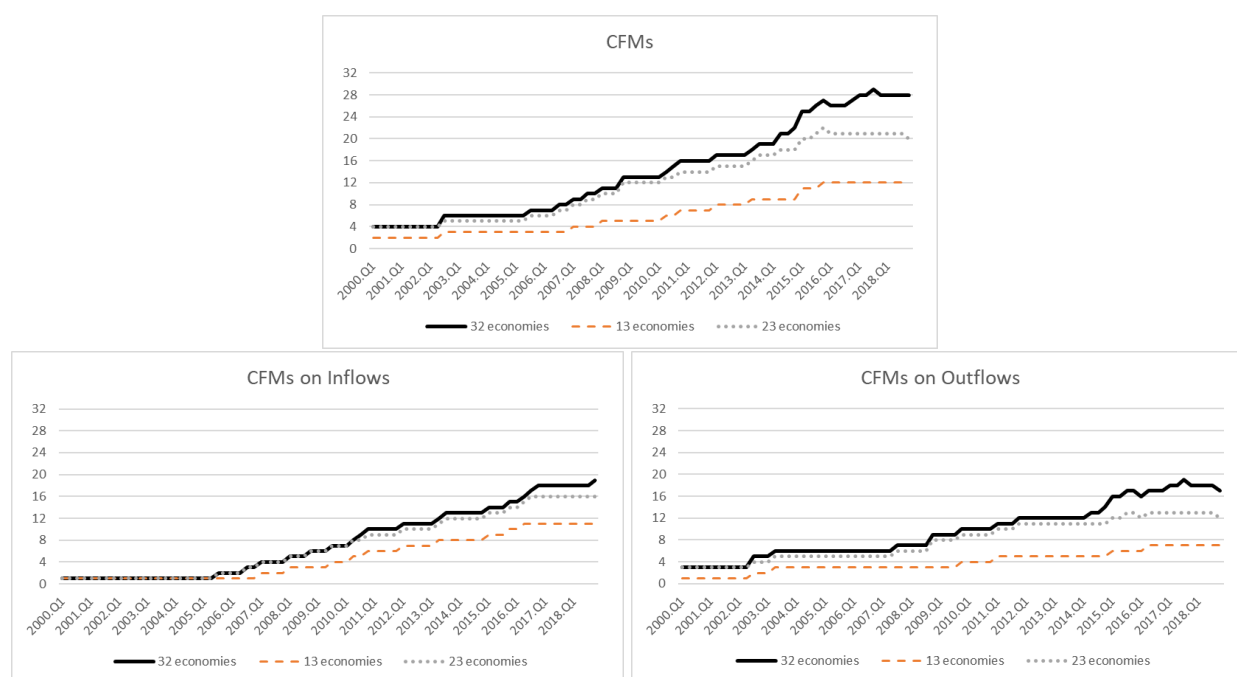 CFMs
32
28
24
20
16
12
8
4
0
2000.Q1
2001.Q1
2002.Q1
2003.Q1
2004.Q1
2005.Q1
2006.Q1
2007.Q1
2008.Q1
2009.Q1
2010.Q1
2011.Q1
2012.Q1
2013.Q1
2014.Q1
2015.Q1
2016.Q1
2017.Q1
2018.Q1
32 economies 13 economies 23 economies
CFMs on Inflows
32
28
24
20
16
12
8
4
0
2000.Q1
2001.Q1
2002.Q1
2003.Q1
2004.Q1
2005.Q1
2006.Q1
2007.Q1
2008.Q1
2009.Q1
2010.Q1
2011.Q1
2012.Q1
2013.Q1
2014.Q1
2015.Q1
2016.Q1
2017.Q1
2018.Q1
32 economies 13 economies 23 economies
CFMs on Outflows
32
28
24
20
16
12
8
4
0
2000.Q1
2001.Q1
2002.Q1
2003.Q1
2004.Q1
2005.Q1
2006.Q1
2007.Q1
2008.Q1
2009.Q1
2010.Q1
2011.Q1
2012.Q1
2013.Q1
2014.Q1
2015.Q1
2016.Q1
2017.Q1
2018.Q1
32 economies 13 economies 23 economies